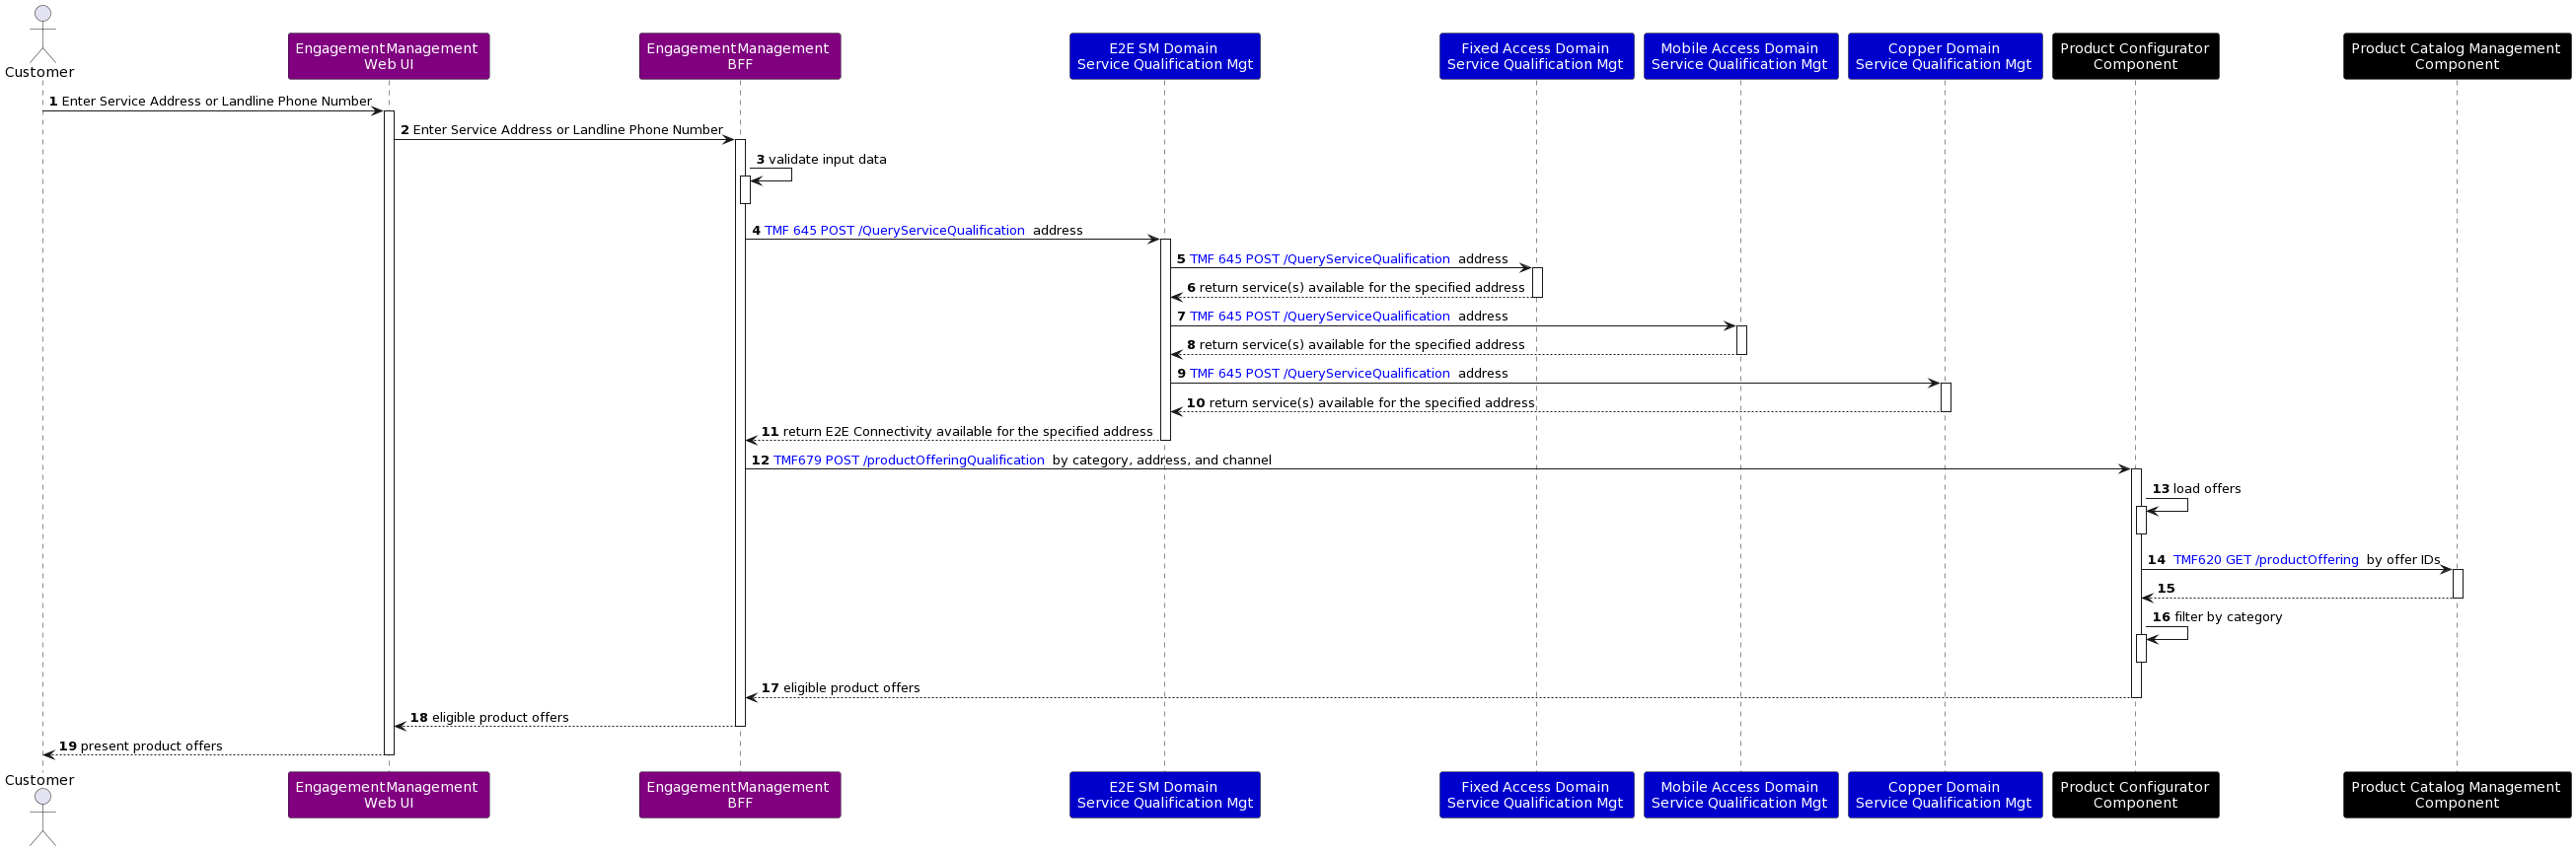 Customer
EngagementManagement
Web UI
EngagementManagement
BFF
E2E SM Domain
Service Qualification Mgt
Fixed Access Domain
Service Qualification Mgt
Mobile Access Domain
Service Qualification Mgt
Copper Domain
Service Qualification Mgt
Product Configurator
Component
Product Catalog Management
Component
1 Enter Service Address or Landline Phone Number
2 Enter Service Address or Landline Phone Number
3 validate input data
4 TMF 645 POST /QueryServiceQualification address
5 TMF 645 POST /QueryServiceQualification address
6 return service(s) available for the specified address
7 TMF 645 POST /QueryServiceQualification address
8 return service(s) available for the specified address
9 TMF 645 POST /QueryServiceQualification address
10 return service(s) available for the specified address
11 return E2E Connectivity available for the specified address
12 TMF679 POST /productOfferingQualification by category, address, and channel
13 load offers
14 TMF620 GET /productOffering by offer IDs
15
16 filter by category
17 eligible product offers
18 eligible product offers
19 present product offers
Customer
EngagementManagement
Web UI
EngagementManagement
BFF
E2E SM Domain
Service Qualification Mgt
Fixed Access Domain
Service Qualification Mgt
Mobile Access Domain
Service Qualification Mgt
Copper Domain
Service Qualification Mgt
Product Configurator
Component
Product Catalog Management
Component